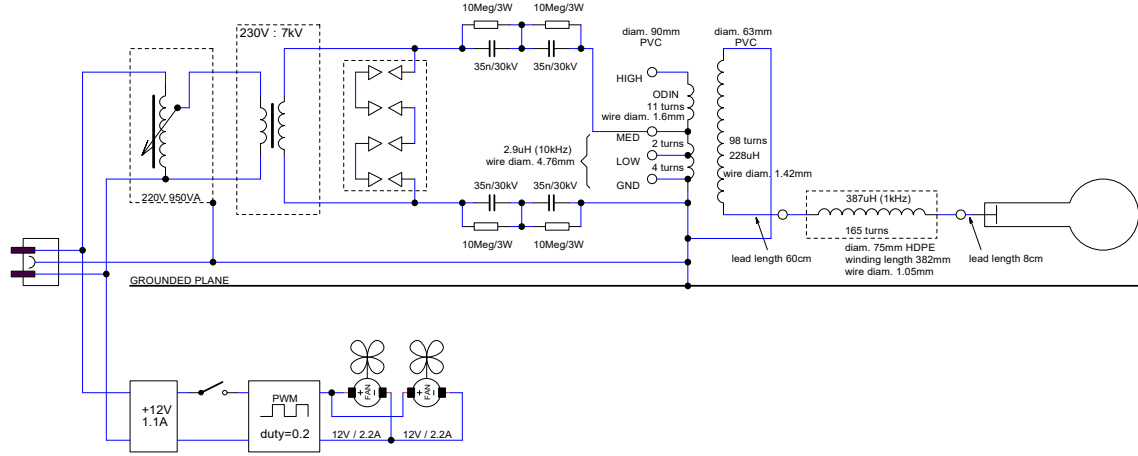 10Meg/3W
10Meg/3W
35n/30kV
35n/30kV
230V : 7kV
220V 950VA
diam. 90mm
PVC
diam. 63mm
PVC
HIGH
ODIN
11 turns
wire diam. 1.6mm
MED
2 turns
LOW
4 turns
GND
2.9uH (10kHz)
wire diam. 4.76mm
98 turns
228uH
wire diam. 1.42mm
35n/30kV
35n/30kV
10Meg/3W
10Meg/3W
387uH (1kHz)
165 turns
diam. 75mm HDPE
winding length 382mm
wire diam. 1.05mm
lead length 60cm
lead length 8cm
GROUNDED PLANE
+12V
1.1A
PWM
duty=0.2
+ FAN −
+ FAN −
12V / 2.2A
12V / 2.2A